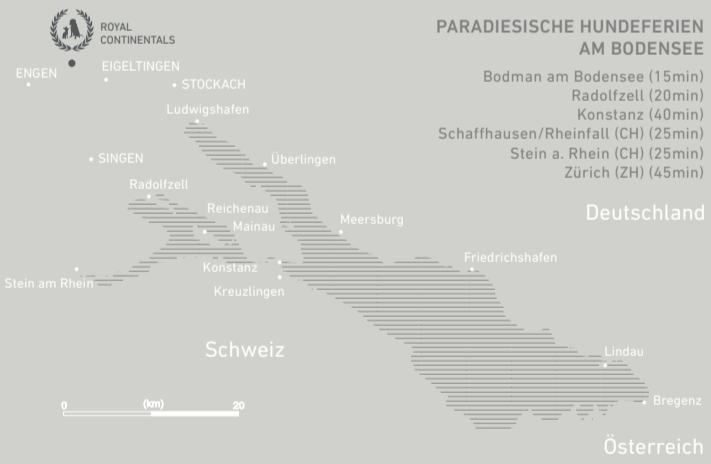 ROYAL
CONTINENTALS
PARADIESISCHE HUNDEFERIEN
AM BODENSEE
Bodman am Bodensee (15min)
Radolfzell (20min)
Konstanz (40min)
Schaffhausen/Rheinfall (CH) (25min)
Stein a. Rhein (CH) (25min)
Zürich (ZH) (45min)
ENGEN
EIGELTINGEN
STOCKACH
Ludwigshafen
SINGEN
Überlingen
Radolfzell
Reichenau
Mainau
Meersburg
Deutschland
Friedrichshafen
Konstanz
Stein am Rhein
Kreuzlingen
Schweiz
Lindau
Bregenz
0 (km) 20
Österreich